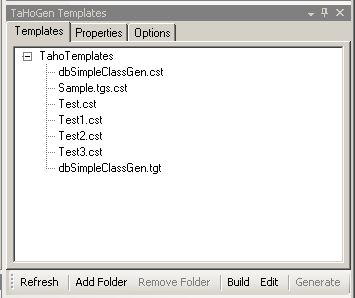 TaHoGen Templates
Templates Properties Options
TahoTemplates
dbSimpleClassGen.cst
Sample.tgs.cst
Test.cst
Test1.cst
Test2.cst
Test3.cst
dbSimpleClassGen.tgt
Refresh Add Folder Remove Folder Build Edit Generate